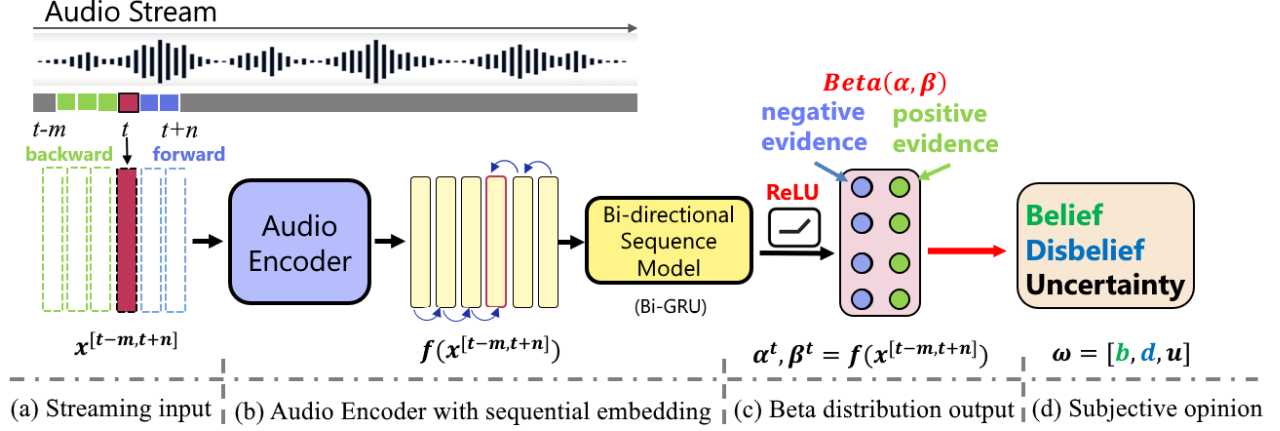 Audio Stream
t-m
t
t+n
backward
forward
x^[t−m,t+n]
Audio
Encoder
f(x^[t−m,t+n])
Bi-directional
Sequence
Model
(Bi-GRU)
ReLU
Beta(α, β)
negative
evidence
positive
evidence
α^t, β^t = f(x^[t−m,t+n])
Belief
Disbelief
Uncertainty
ω = [b, d, u]
(a) Streaming input
(b) Audio Encoder with sequential embedding
(c) Beta distribution output
(d) Subjective opinion